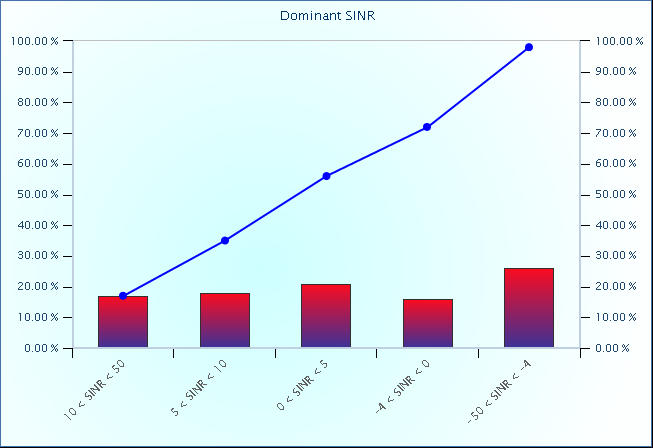 Dominant SINR
100.00 % 100.00 %
90.00 % 90.00 %
80.00 % 80.00 %
70.00 % 70.00 %
60.00 % 60.00 %
50.00 % 50.00 %
40.00 % 40.00 %
30.00 % 30.00 %
20.00 % 20.00 %
10.00 % 10.00 %
0.00 % 0.00 %
10 < SINR < 50
5 < SINR < 10
0 < SINR < 5
-4 < SINR < 0
-50 < SINR < -4